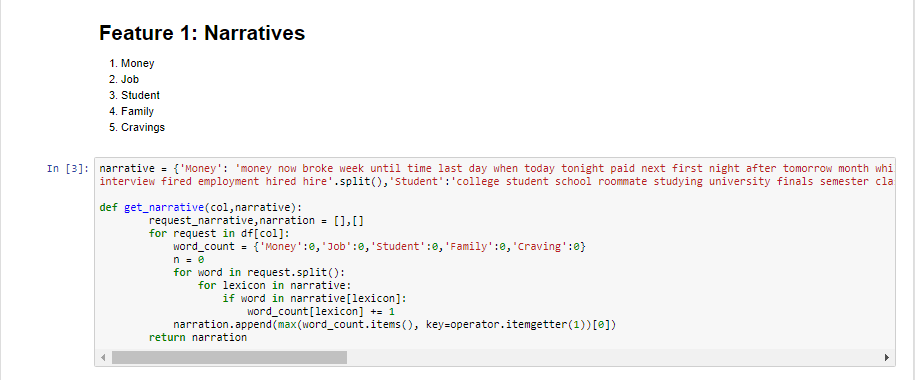 Feature 1: Narratives
1. Money
2. Job
3. Student
4. Family
5. Cravings
In [3]: narrative = {'Money': 'money now broke week until time last day when today tonight paid next first night after tomorrow month whi
interview fired employment hired hire'.split(),'Student':'college student school roommate studying university finals semester cla
def get_narrative(col,narrative):
request_narrative,narration = [],[]
for request in df[col]:
word_count = {'Money':0,'Job':0,'Student':0,'Family':0,'Craving':0}
n = 0
for word in request.split():
for lexicon in narrative:
if word in narrative[lexicon]:
word_count[lexicon] += 1
narration.append(max(word_count.items(), key=operator.itemgetter(1))[0])
return narration